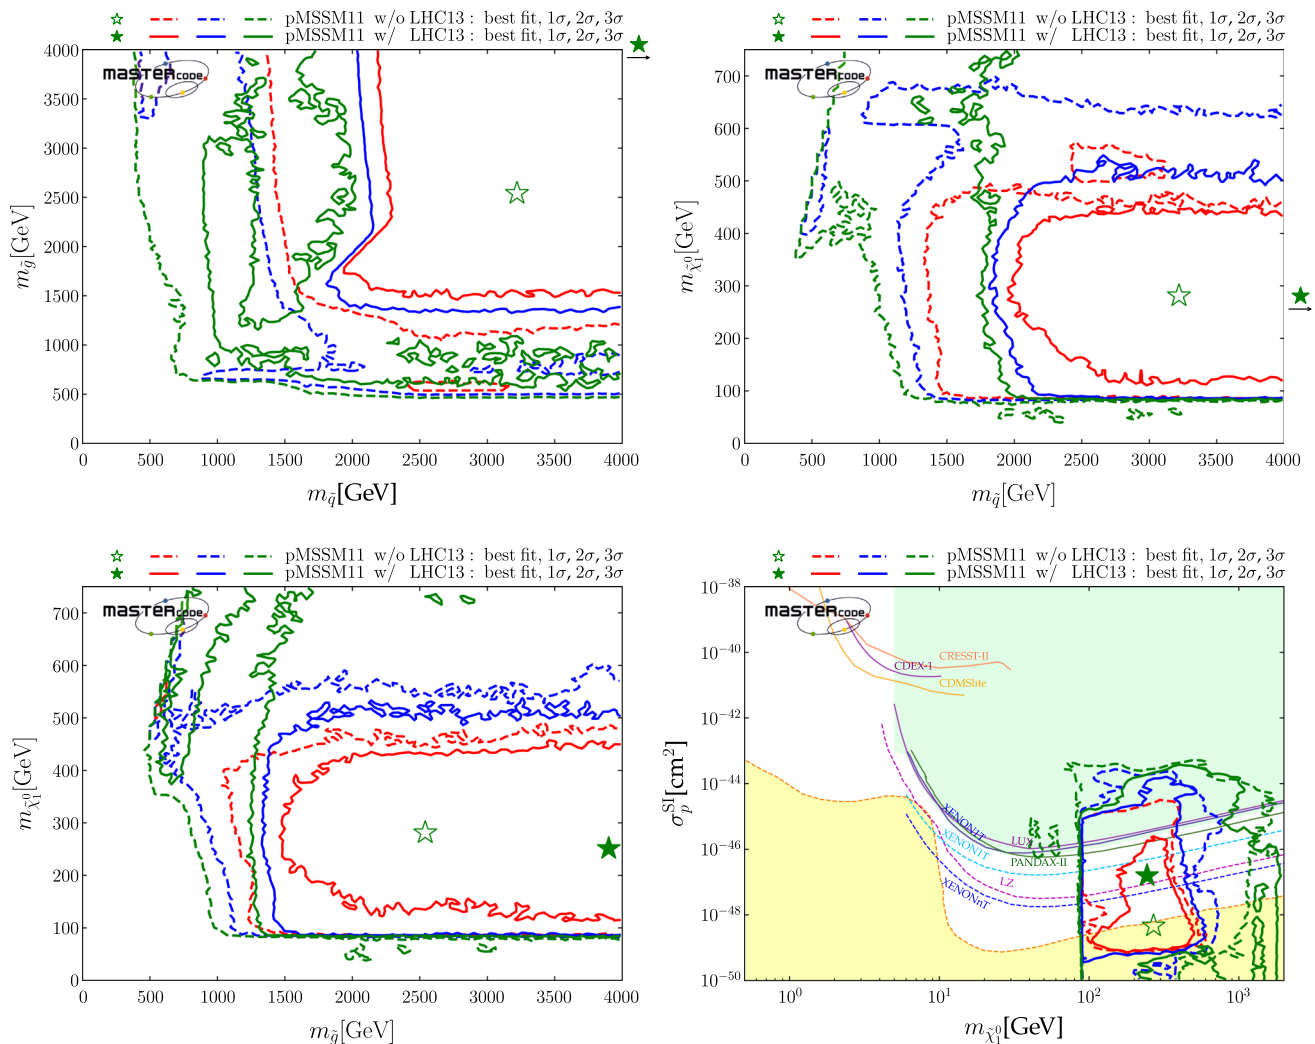 pMSSM11 w/o LHC13 : best fit, 1σ, 2σ, 3σ
pMSSM11 w/ LHC13 : best fit, 1σ, 2σ, 3σ
MASTERCODE
4000
3500
3000
2500
2000
1500
1000
500
0
m_g̃[GeV]
0 500 1000 1500 2000 2500 3000 3500 4000
m_q̃[GeV]
pMSSM11 w/o LHC13 : best fit, 1σ, 2σ, 3σ
pMSSM11 w/ LHC13 : best fit, 1σ, 2σ, 3σ
MASTERCODE
700
600
500
400
300
200
100
0
m_χ̃₁⁰[GeV]
0 500 1000 1500 2000 2500 3000 3500 4000
m_q̃[GeV]
pMSSM11 w/o LHC13 : best fit, 1σ, 2σ, 3σ
pMSSM11 w/ LHC13 : best fit, 1σ, 2σ, 3σ
MASTERCODE
700
600
500
400
300
200
100
0
m_χ̃₁⁰[GeV]
0 500 1000 1500 2000 2500 3000 3500 4000
m_g̃[GeV]
pMSSM11 w/o LHC13 : best fit, 1σ, 2σ, 3σ
pMSSM11 w/ LHC13 : best fit, 1σ, 2σ, 3σ
MASTERCODE
10⁻³⁸
10⁻⁴⁰
10⁻⁴²
10⁻⁴⁴
10⁻⁴⁶
10⁻⁴⁸
10⁻⁵⁰
σ_p^SI[cm²]
CRESST-II
CDEX-1
CDMSlite
XENON1T
LUX
XENON1T
PANDAX-II
LZ
XENONnT
10⁰ 10¹ 10² 10³
m_χ̃₁⁰[GeV]